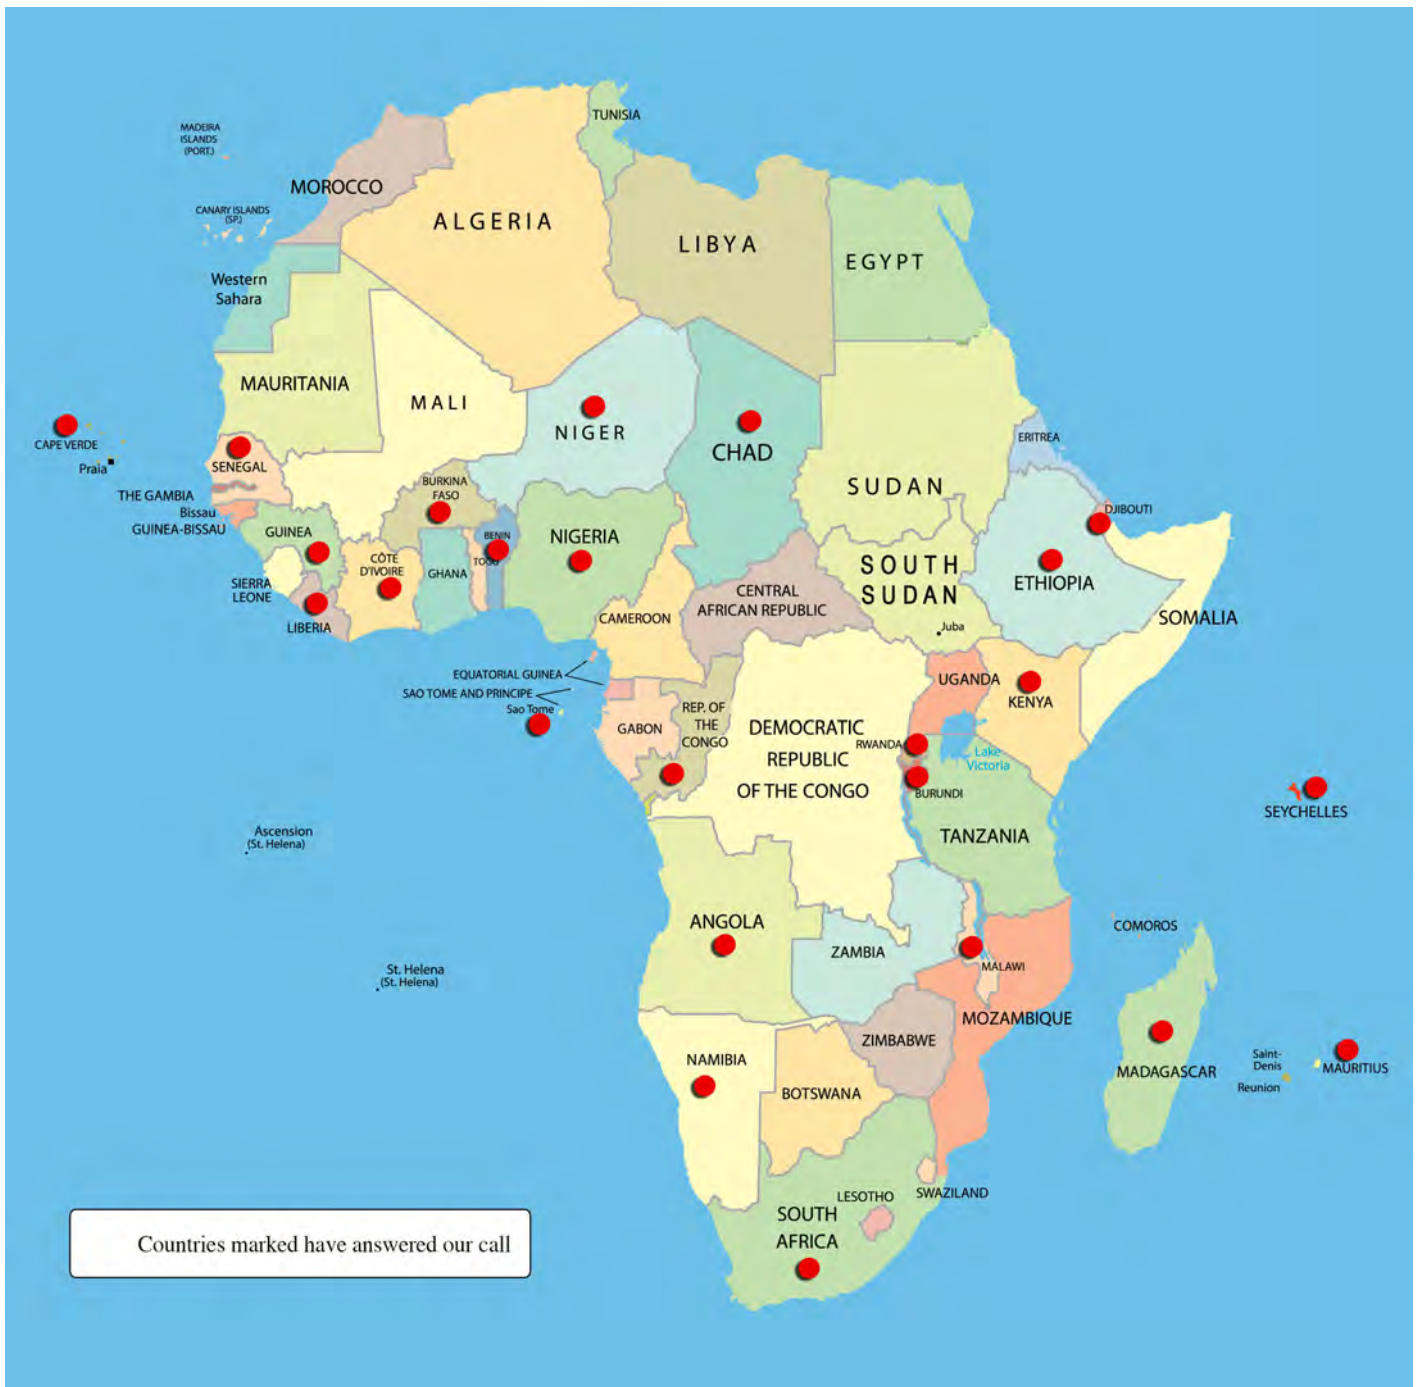 TUNISIA
MADEIRA
ISLANDS
(PORT.)
MOROCCO
CANARY ISLANDS
(SP.)
ALGERIA
LIBYA
EGYPT
Western
Sahara
MAURITANIA
MALI
NIGER
CHAD
SUDAN
ERITREA
CAPE VERDE
Praia
SENEGAL
THE GAMBIA
Bissau
GUINEA-BISSAU
GUINEA
BURKINA
FASO
BENIN
NIGERIA
DJIBOUTI
SIERRA
LEONE
LIBERIA
CÔTE
D'IVOIRE
GHANA
TOGO
CAMEROON
CENTRAL
AFRICAN REPUBLIC
SOUTH
SUDAN
Juba
ETHIOPIA
SOMALIA
EQUATORIAL GUINEA
SAO TOME AND PRINCIPE
Sao Tome
GABON
REP. OF
THE
CONGO
DEMOCRATIC
REPUBLIC
OF THE CONGO
UGANDA
KENYA
RWANDA
Lake
Victoria
BURUNDI
TANZANIA
SEYCHELLES
Ascension
(St. Helena)
ANGOLA
ZAMBIA
MALAWI
COMOROS
St. Helena
(St. Helena)
MOZAMBIQUE
ZIMBABWE
NAMIBIA
BOTSWANA
MADAGASCAR
Saint-
Denis
Reunion
MAURITIUS
SWAZILAND
LESOTHO
SOUTH
AFRICA
Countries marked have answered our call